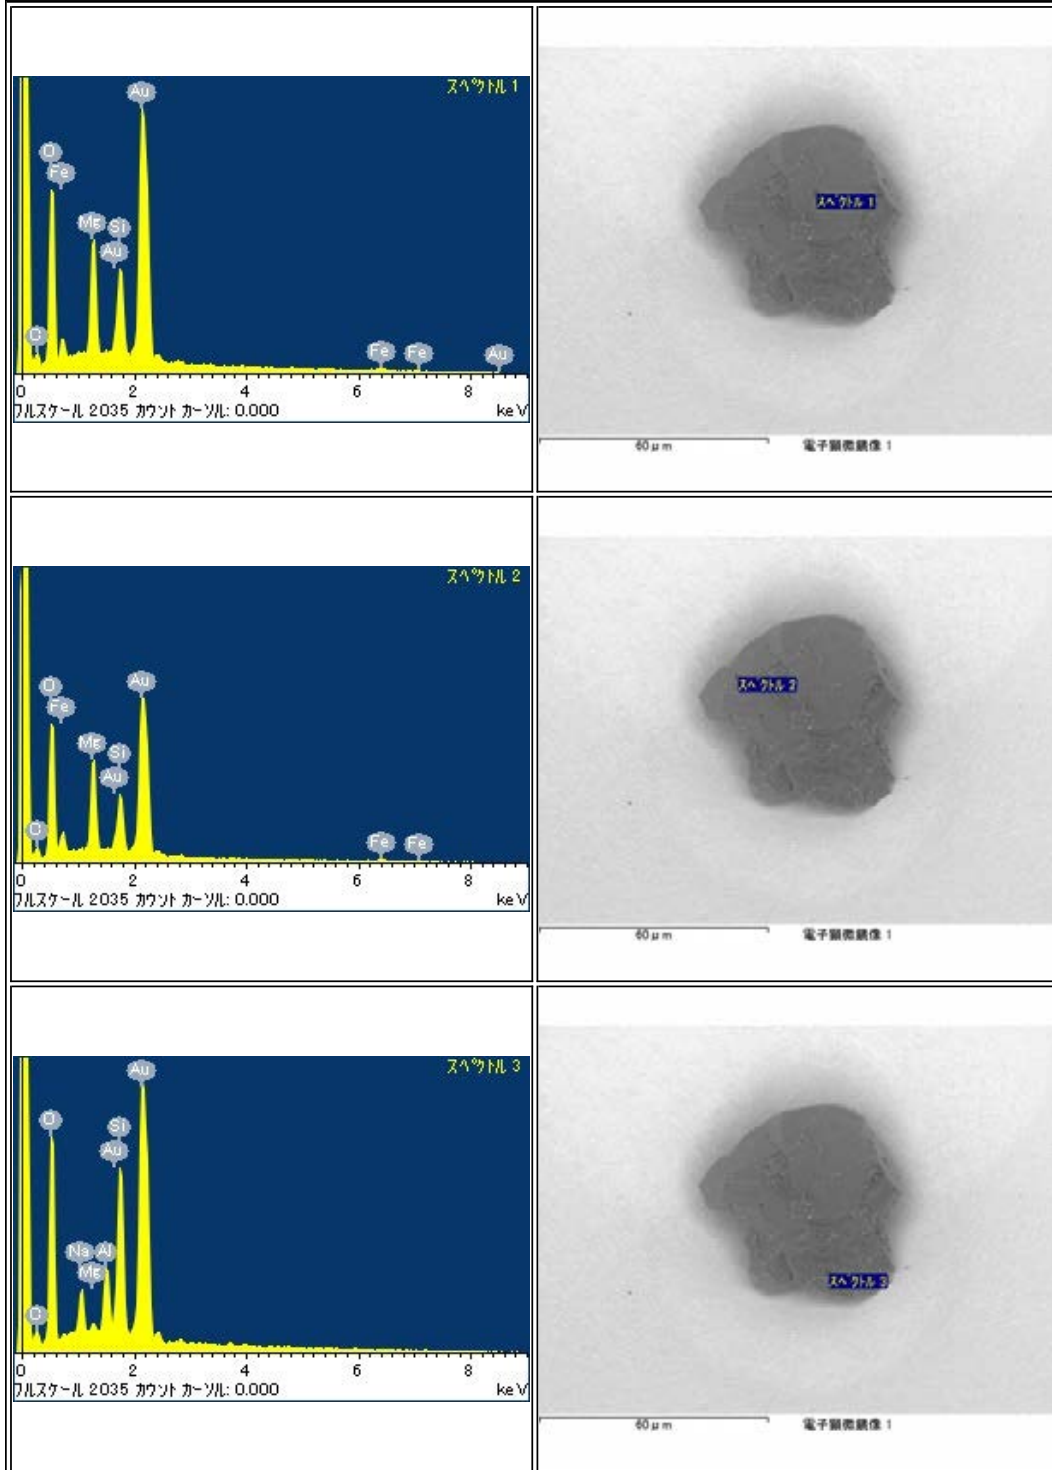 スペクトル 1
Au
O
Fe
Mg Si
Au
C
Fe Fe Au
0 2 4 6 8
フルスケール 2035 カウント カーソル: 0.000 keV
スペクトル 1
60μm 電子顕微鏡像 1
スペクトル 2
Au
O
Fe
Mg Si
Au
C
Fe Fe
0 2 4 6 8
フルスケール 2035 カウント カーソル: 0.000 keV
スペクトル 2
60μm 電子顕微鏡像 1
スペクトル 3
Au
O
Si
Au
Na Al
Mg
C
0 2 4 6 8
フルスケール 2035 カウント カーソル: 0.000 keV
スペクトル 3
60μm 電子顕微鏡像 1